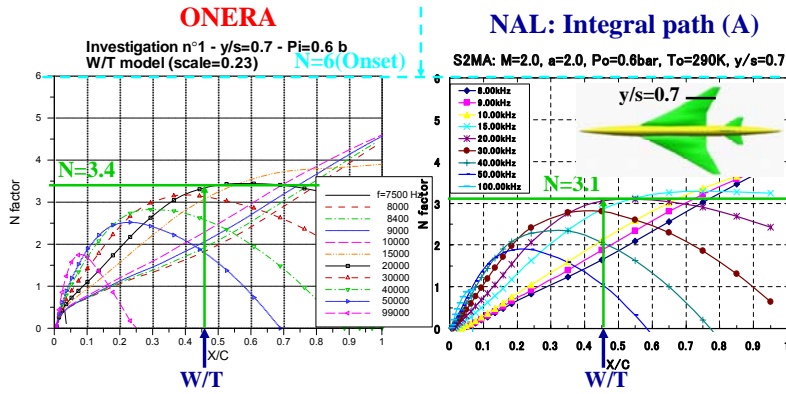 ONERA
Investigation n°1 - y/s=0.7 - Pi=0.6 b
W/T model (scale=0.23)
N=6(Onset)
6
5
4
3
2
1
0
N factor
N=3.4
f=7500 Hz
8000
8400
9000
10000
15000
20000
30000
40000
50000
99000
0 0.1 0.2 0.3 0.4 0.5 0.6 0.7 0.8 0.9 1
X/C
W/T
NAL: Integral path (A)
S2MA: M=2.0, a=2.0, Po=0.6bar, To=290K, y/s=0.7
6
5
4
3
2
1
0
N factor
8.00kHz
9.00kHz
10.00kHz
15.00kHz
20.00kHz
30.00kHz
40.00kHz
50.00kHz
100.00kHz
y/s=0.7
N=3.1
0 0.1 0.2 0.3 0.4 0.5 0.6 0.7 0.8 0.9 1
X/C
W/T